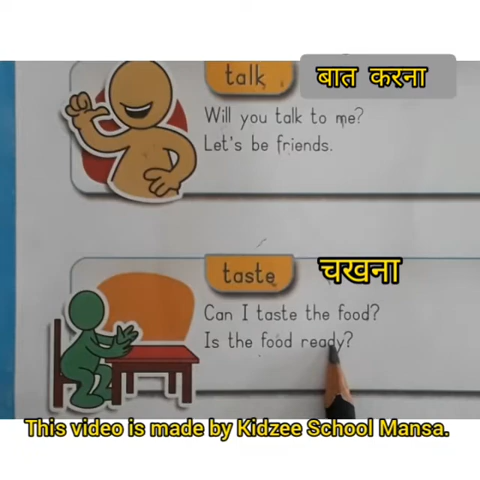 talk
बात करना
Will you talk to me?
Let's be friends.
taste
चखना
Can I taste the food?
Is the food ready?
This video is made by Kidzee School Mansa.